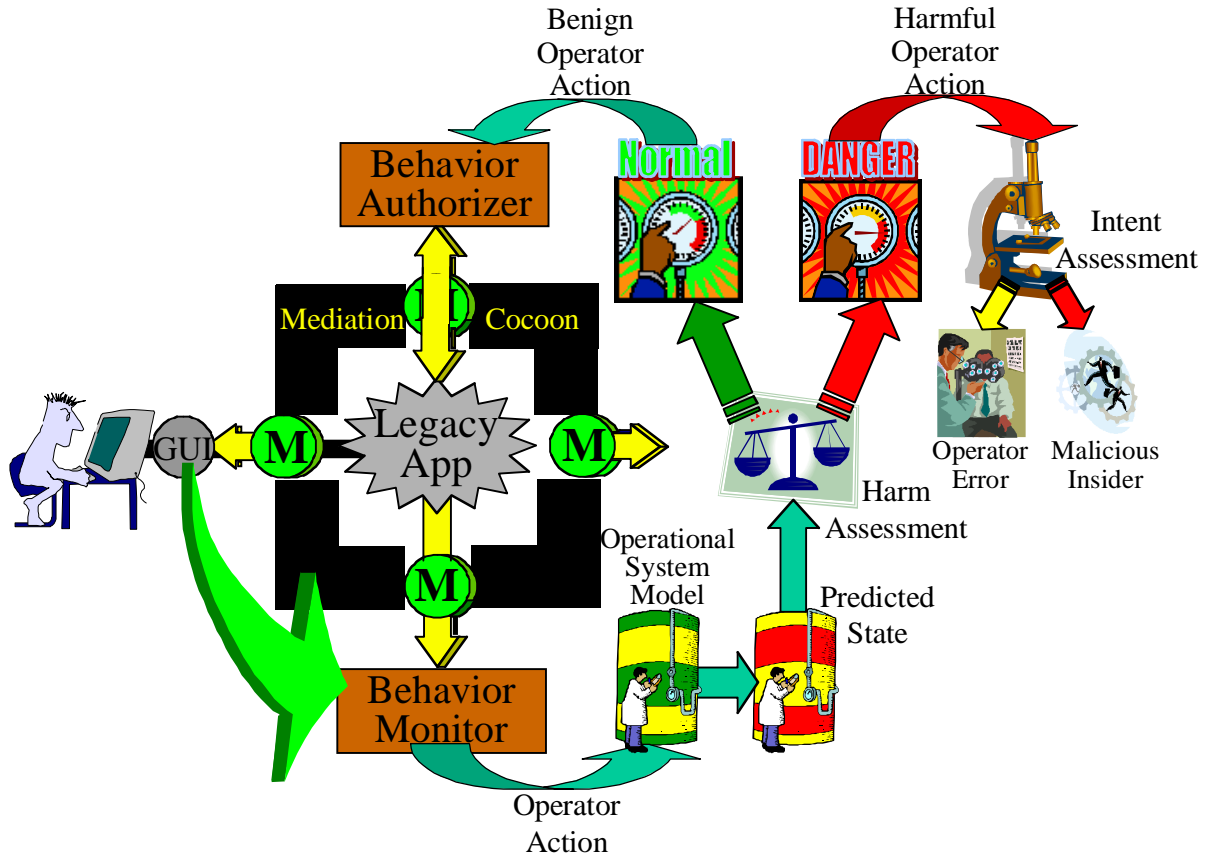 Benign
Operator
Action
Harmful
Operator
Action
Normal
DANGER
Behavior
Authorizer
Intent
Assessment
M
Mediation
Cocoon
Operator
Error
Malicious
Insider
GUI
M
Legacy
App
M
Harm
Assessment
Operational
System
Model
M
Predicted
State
Behavior
Monitor
Operator
Action